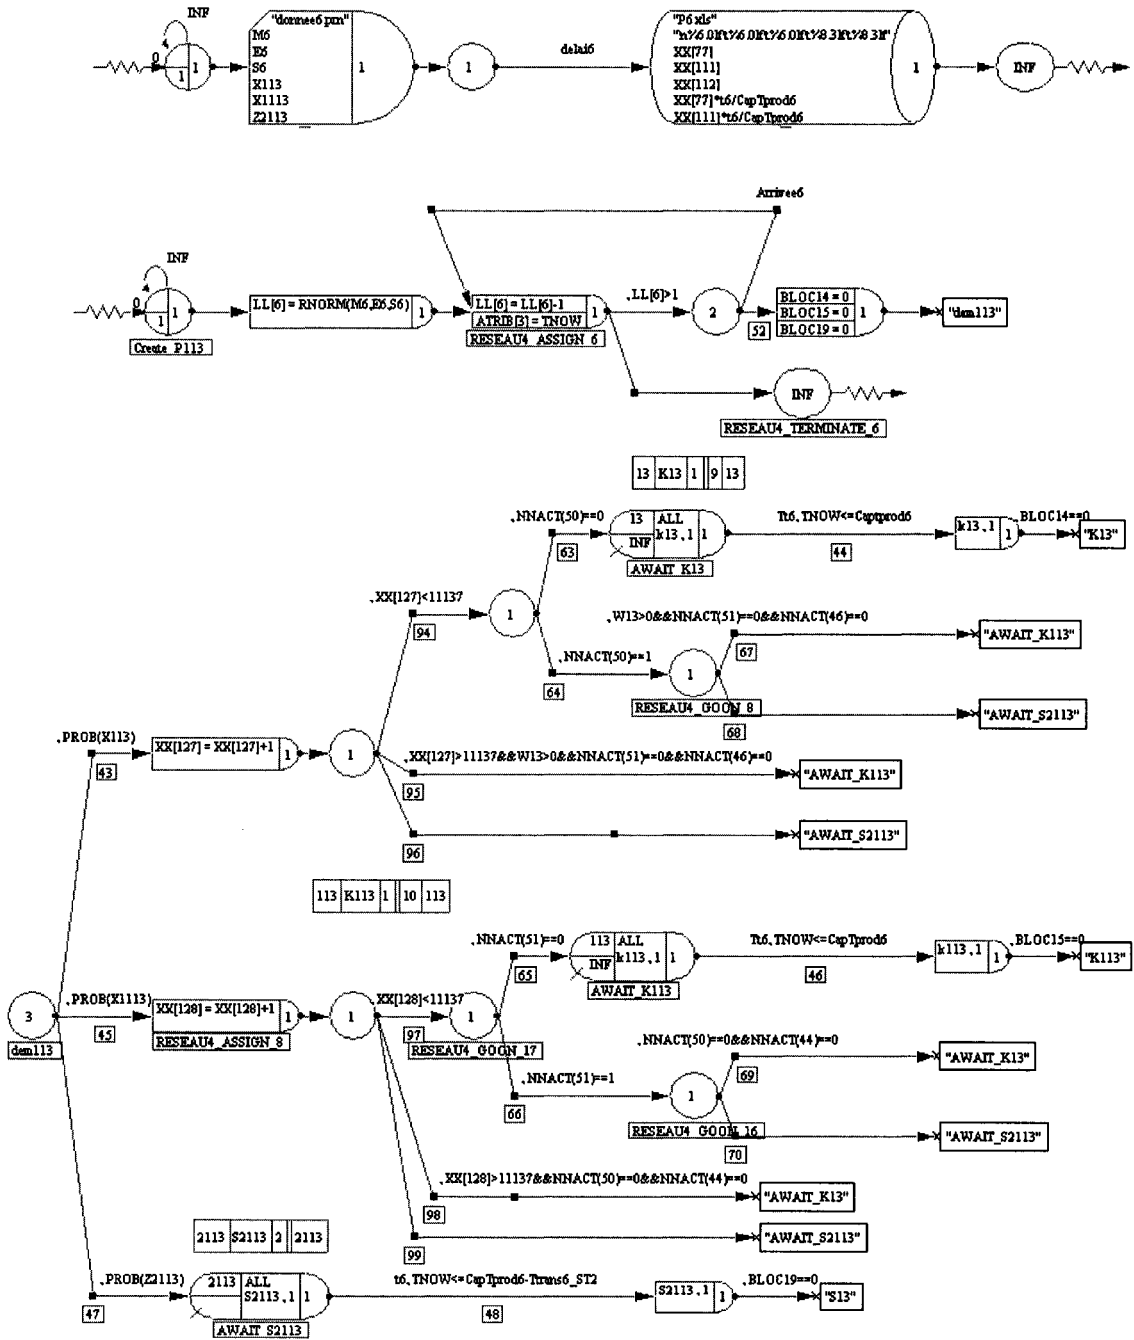 INF
0
1
1
"donnee6 prn"
M6
E6
S6
X113
X1113
Z2113
1
1
delai6
"P6 xls"
XX[77]
XX[111]
XX[112]
XX[77]*t6/CapTprod6
XX[111]*t6/CapTprod6
1
INF
Arrivee6
INF
0
1
1
Create_P113
LL[6] = RNORM(M6,E6,S6)
1
LL[6] = LL[6]-1
ATRIB[3] = TNOW
1
RESEAU4_ASSIGN_6
,LL[6]>1
2
52
BLOC14 = 0
BLOC15 = 0
BLOC19 = 0
1
"dem113"
INF
RESEAU4_TERMINATE_6
13 K13 1 9 13
,NNACT(50)==0
63
13 ALL
INF k13,1
1
AWAIT_K13
Tt6,TNOW<=Captprod6
44
k13,1
1
,BLOC14==0
"K13"
,XX[127]<11137
94
1
,W13>0&&NNACT(51)==0&&NNACT(46)==0
67
"AWAIT_K113"
,NNACT(50)==1
64
1
RESEAU4_GOON_8
68
"AWAIT_S2113"
,PROB(X113)
43
XX[127] = XX[127]+1
1
1
,XX[127]>11137&&W13>0&&NNACT(51)==0&&NNACT(46)==0
95
"AWAIT_K113"
96
"AWAIT_S2113"
113 K113 1 10 113
,NNACT(51)==0
65
113 ALL
INF k113,1
1
AWAIT_K113
Tt6,TNOW<=CapTprod6
46
k113,1
1
,BLOC15==0
"K113"
3
dem113
,PROB(X1113)
45
XX[128] = XX[128]+1
1
RESEAU4_ASSIGN_8
1
XX[128]<11137
97
1
RESEAU4_GOON_17
,NNACT(51)==1
66
1
RESEAU4_GOON_16
,NNACT(50)==0&&NNACT(44)==0
69
"AWAIT_K13"
70
"AWAIT_S2113"
,XX[128]>11137&&NNACT(50)==0&&NNACT(44)==0
98
"AWAIT_K13"
99
"AWAIT_S2113"
2113 S2113 2 2113
,PROB(Z2113)
47
2113 ALL
S2113,1
1
AWAIT_S2113
t6,TNOW<=CapTprod6-Ttrans6_ST2
48
S2113,1
1
,BLOC19==0
"S13"